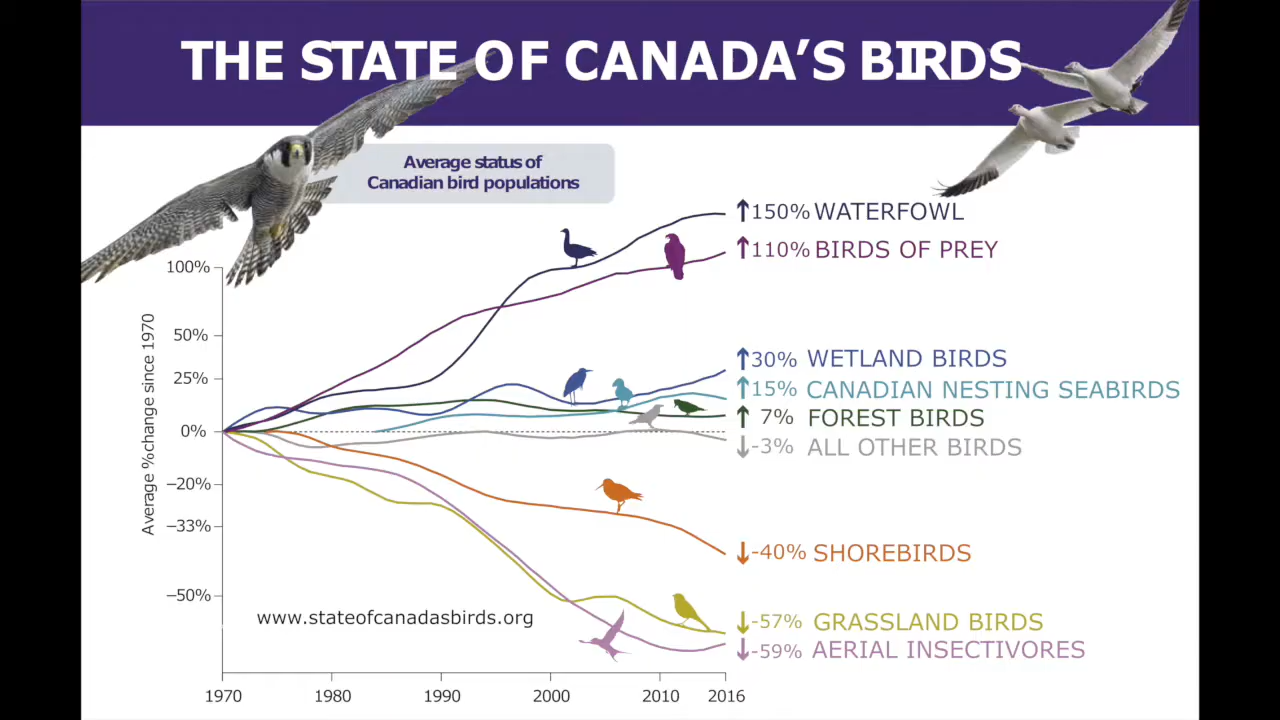 THE STATE OF CANADA'S BIRDS
Average status of
Canadian bird populations
↑150% WATERFOWL
↑110% BIRDS OF PREY
↑30% WETLAND BIRDS
↑15% CANADIAN NESTING SEABIRDS
↑ 7% FOREST BIRDS
↓-3% ALL OTHER BIRDS
↓-40% SHOREBIRDS
↓-57% GRASSLAND BIRDS
↓-59% AERIAL INSECTIVORES
Average %change since 1970
100%
50%
25%
0%
−20%
−33%
−50%
www.stateofcanadasbirds.org
1970 1980 1990 2000 2010 2016